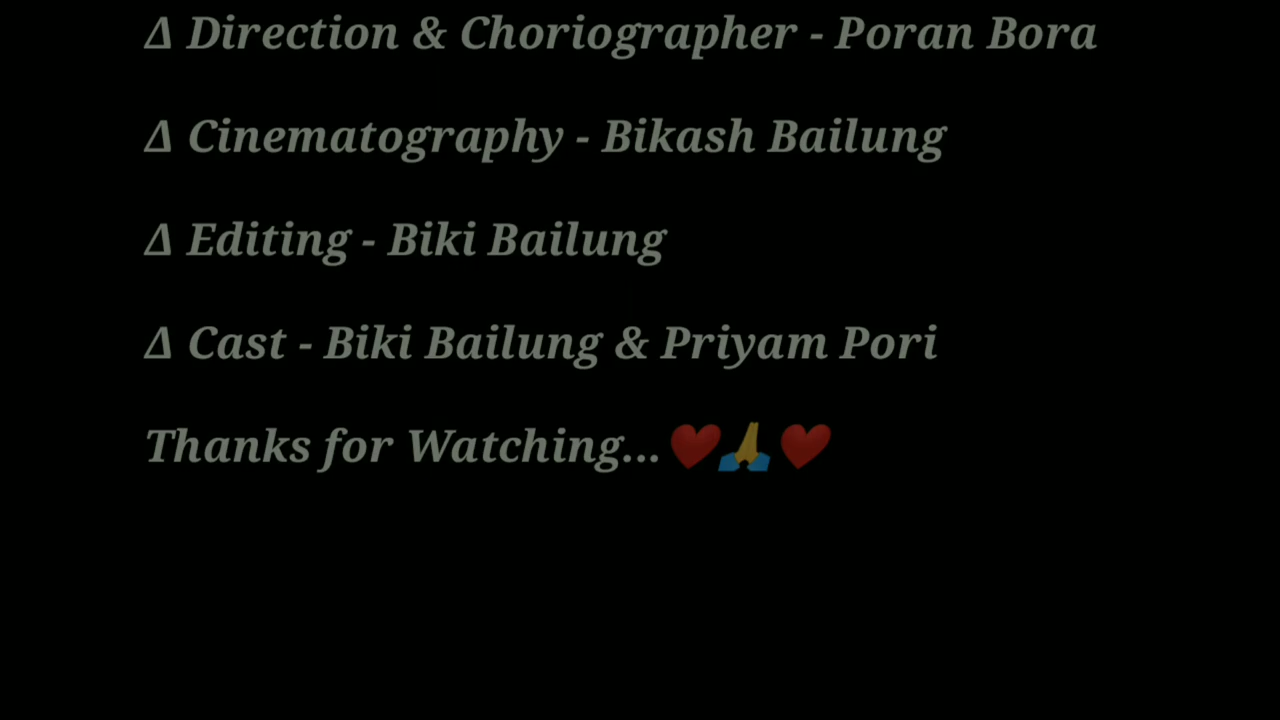 Δ Direction & Choriographer - Poran Bora
Δ Cinematography - Bikash Bailung
Δ Editing - Biki Bailung
Δ Cast - Biki Bailung & Priyam Pori
Thanks for Watching...❤️🙏❤️